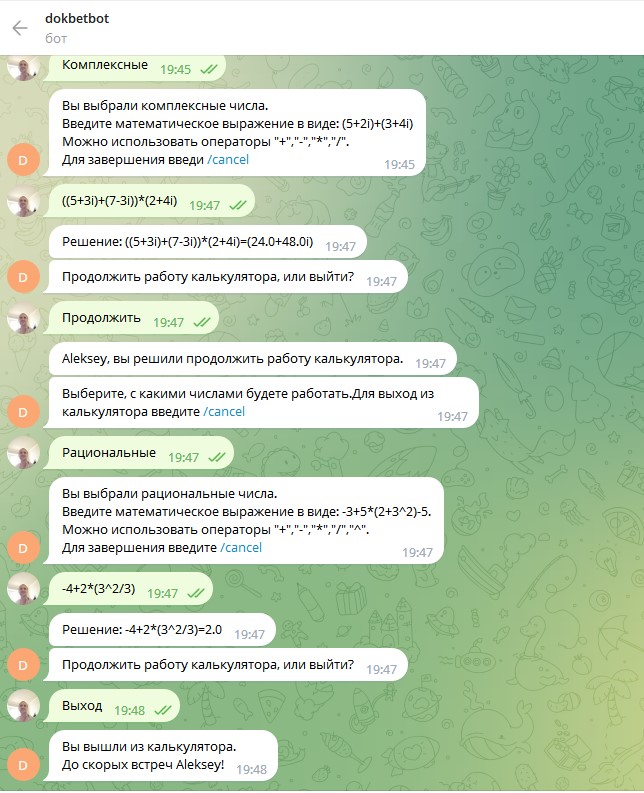 dokbetbot
бот
Комплексные 19:45
Вы выбрали комплексные числа.
Введите математическое выражение в виде: (5+2i)+(3+4i)
Можно использовать операторы "+","-","*","/".
Для завершения введи /cancel
19:45
((5+3i)+(7-3i))*(2+4i) 19:47
Решение: ((5+3i)+(7-3i))*(2+4i)=(24.0+48.0i) 19:47
D
Продолжить работу калькулятора, или выйти? 19:47
Продолжить 19:47
Aleksey, вы решили продолжить работу калькулятора. 19:47
Выберите, с какими числами будете работать.Для выход из
калькулятора введите /cancel
19:47
D
Рациональные 19:47
Вы выбрали рациональные числа.
Введите математическое выражение в виде: -3+5*(2+3^2)-5.
Можно использовать операторы "+","-","*","/","^".
Для завершения введите /cancel
19:47
D
-4+2*(3^2/3) 19:47
Решение: -4+2*(3^2/3)=2.0 19:47
D
Продолжить работу калькулятора, или выйти? 19:47
Выход 19:48
Вы вышли из калькулятора.
До скорых встреч Aleksey! 19:48
D